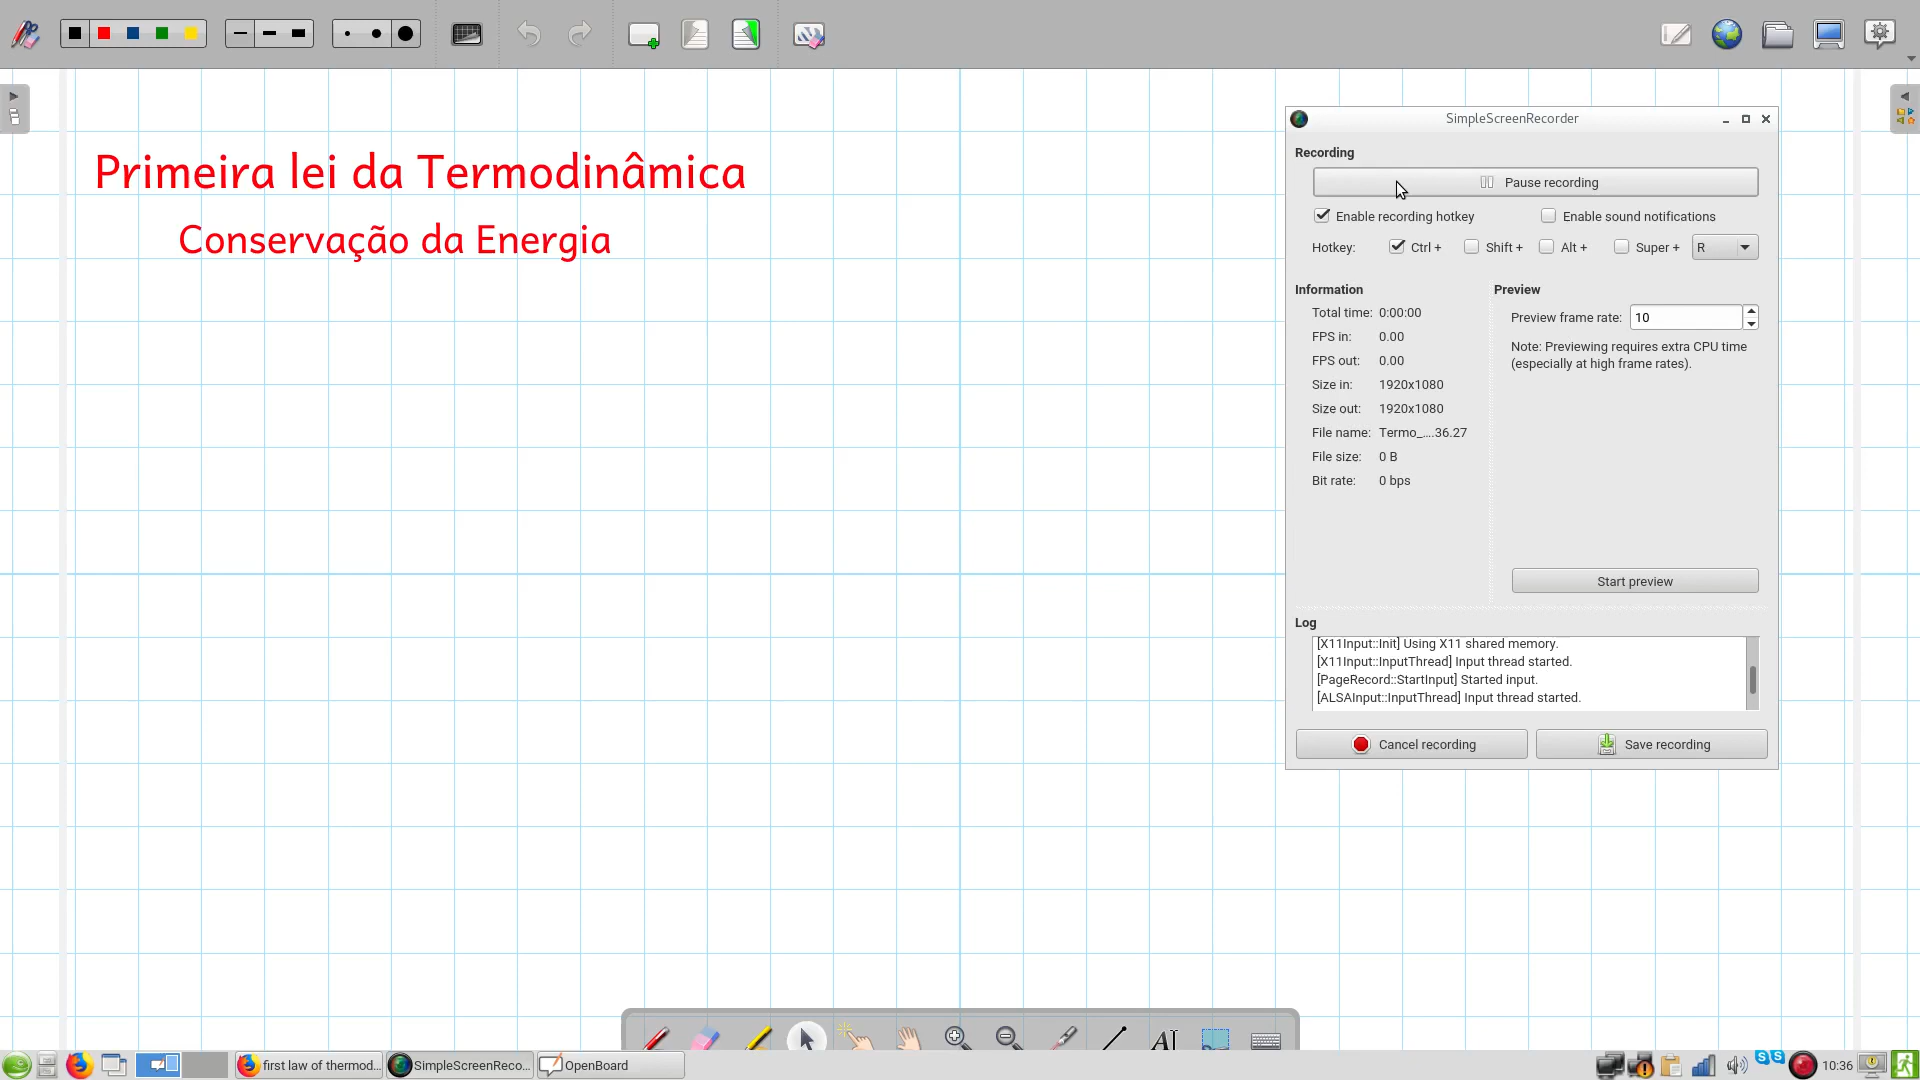 SimpleScreenRecorder
Primeira lei da Termodinâmica
Conservação da Energia
Recording
Pause recording
Enable recording hotkey
Enable sound notifications
Hotkey: Ctrl + Shift + Alt + Super + R
Information
Total time: 0:00:00
FPS in: 0.00
FPS out: 0.00
Size in: 1920x1080
Size out: 1920x1080
File name: Termo_....36.27
File size: 0 B
Bit rate: 0 bps
Preview
Preview frame rate: 10
Note: Previewing requires extra CPU time
(especially at high frame rates).
Start preview
Log
[X11Input::Init] Using X11 shared memory.
[X11Input::InputThread] Input thread started.
[PageRecord::StartInput] Started input.
[ALSAInput::InputThread] Input thread started.
Cancel recording
Save recording
AI
first law of thermod...
SimpleScreenReco...
OpenBoard
10:36